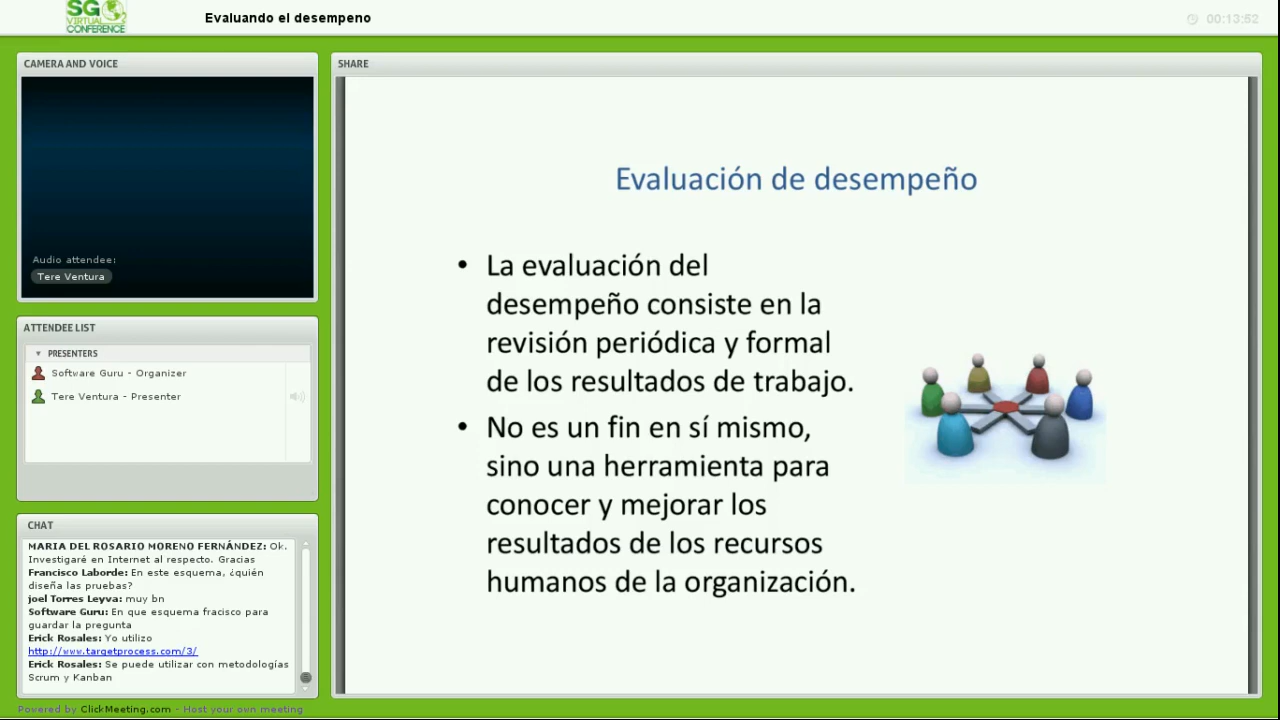 SG
VIRTUAL
CONFERENCE
Evaluando el desempeno
00:13:52
CAMERA AND VOICE
Audio attendee:
Tere Ventura
ATTENDEE LIST
PRESENTERS
Software Guru - Organizer
Tere Ventura - Presenter
CHAT
MARIA DEL ROSARIO MORENO FERNÁNDEZ: Ok.
Investigaré en Internet al respecto. Gracias
Francisco Laborde: En este esquema, ¿quién
diseña las pruebas?
joel Torres Leyva: muy bn
Software Guru: En que esquema fracisco para
guardar la pregunta
Erick Rosales: Yo utilizo
http://www.targetprocess.com/3/
Erick Rosales: Se puede utilizar con metodologías
Scrum y Kanban
SHARE
Evaluación de desempeño
• La evaluación del
desempeño consiste en la
revisión periódica y formal
de los resultados de trabajo.
• No es un fin en sí mismo,
sino una herramienta para
conocer y mejorar los
resultados de los recursos
humanos de la organización.
Powered by ClickMeeting.com - Host your own meeting